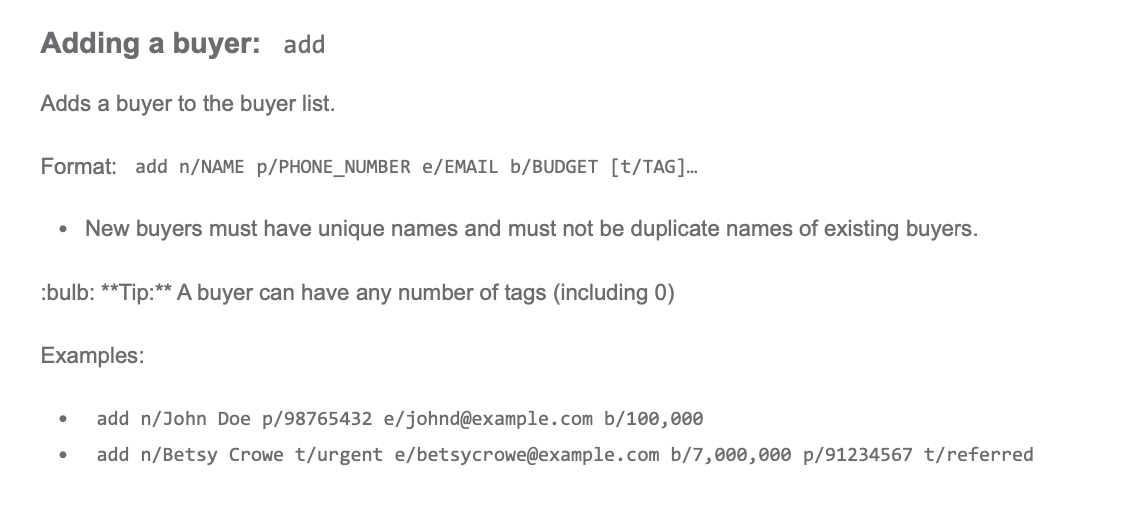 Adding a buyer: add
Adds a buyer to the buyer list.
Format: add n/NAME p/PHONE_NUMBER e/EMAIL b/BUDGET [t/TAG]…
• New buyers must have unique names and must not be duplicate names of existing buyers.
:bulb: **Tip:** A buyer can have any number of tags (including 0)
Examples:
• add n/John Doe p/98765432 e/johnd@example.com b/100,000
• add n/Betsy Crowe t/urgent e/betsycrowe@example.com b/7,000,000 p/91234567 t/referred